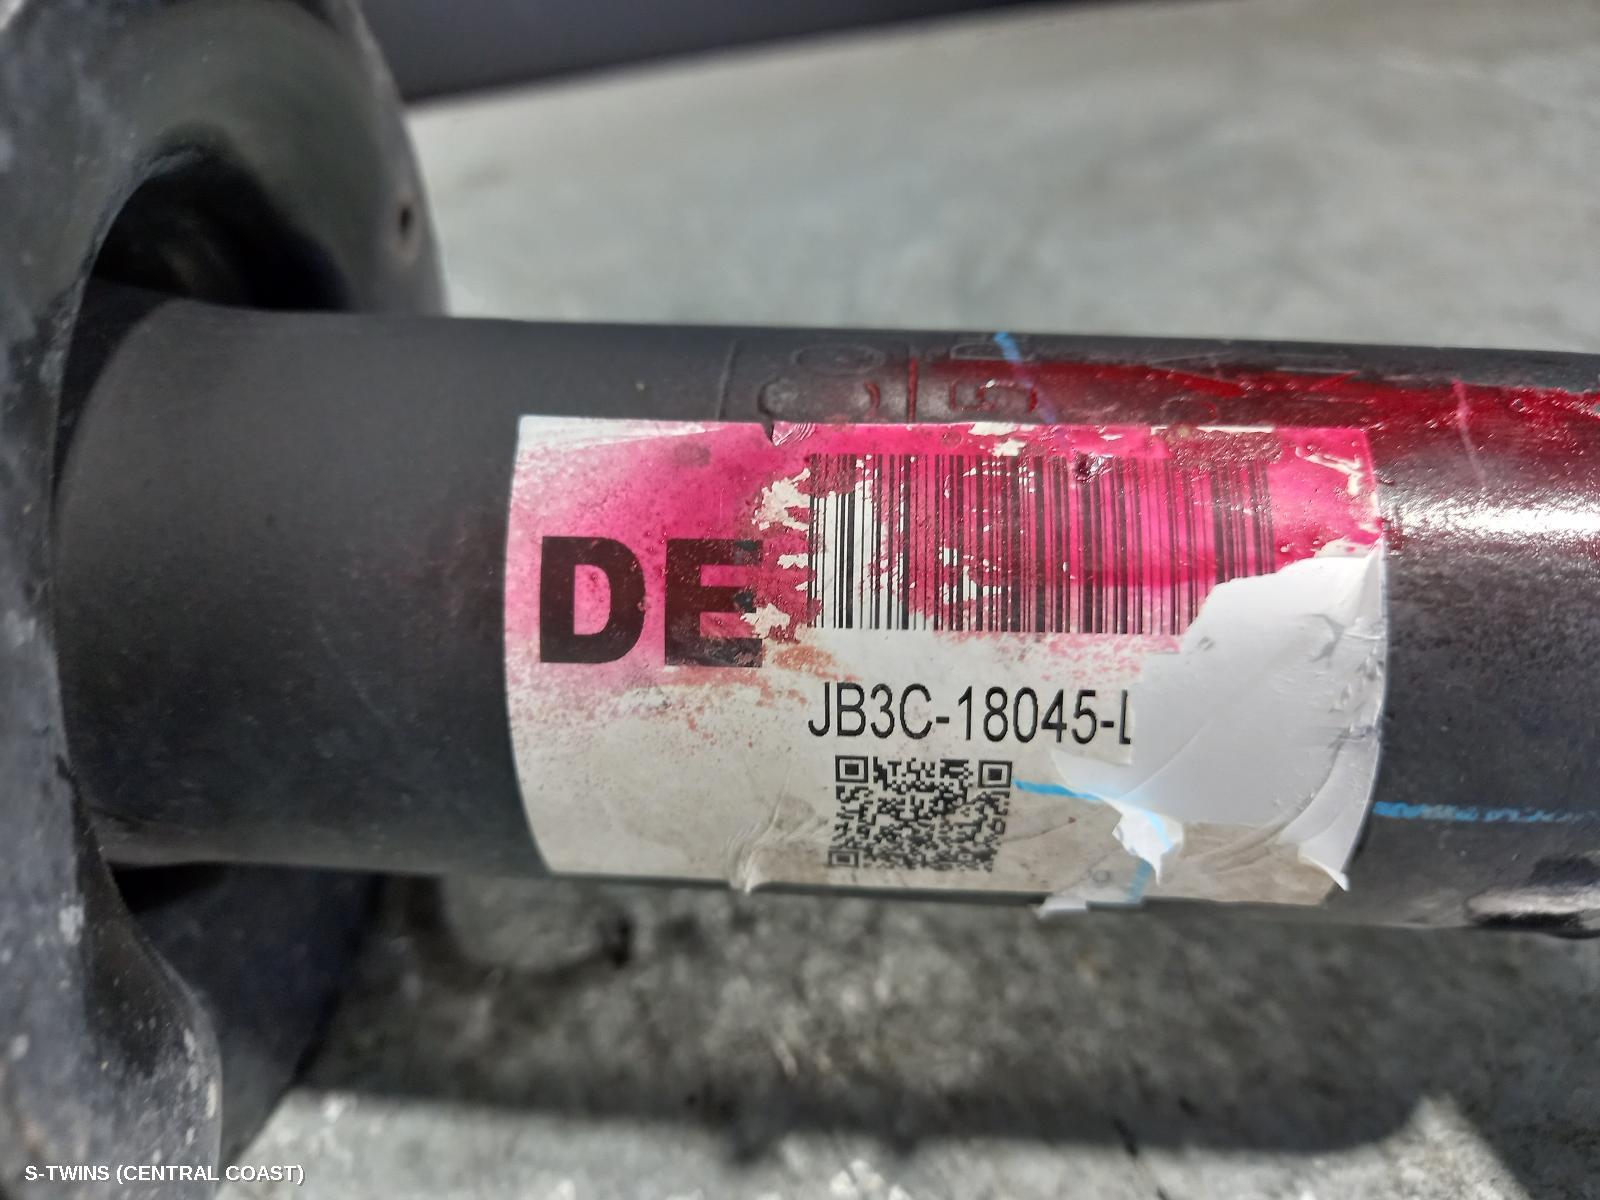 DE
JB3C-18045-
S-TWINS (CENTRAL COAST)